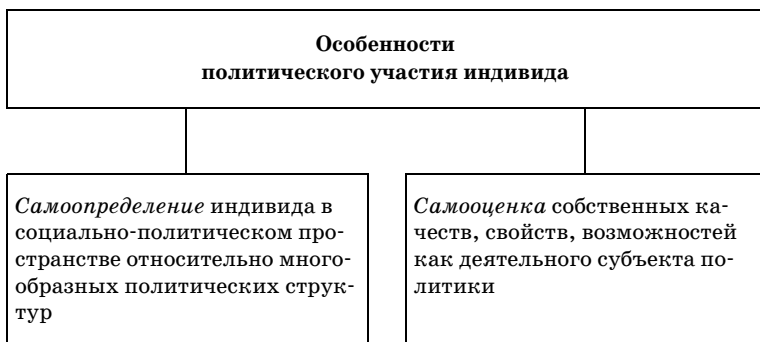 Особенности
политического участия индивида
Самоопределение индивида в
социально-политическом про-
странстве относительно много-
образных политических струк-
тур
Самооценка собственных ка-
честв, свойств, возможностей
как деятельного субъекта по-
литики